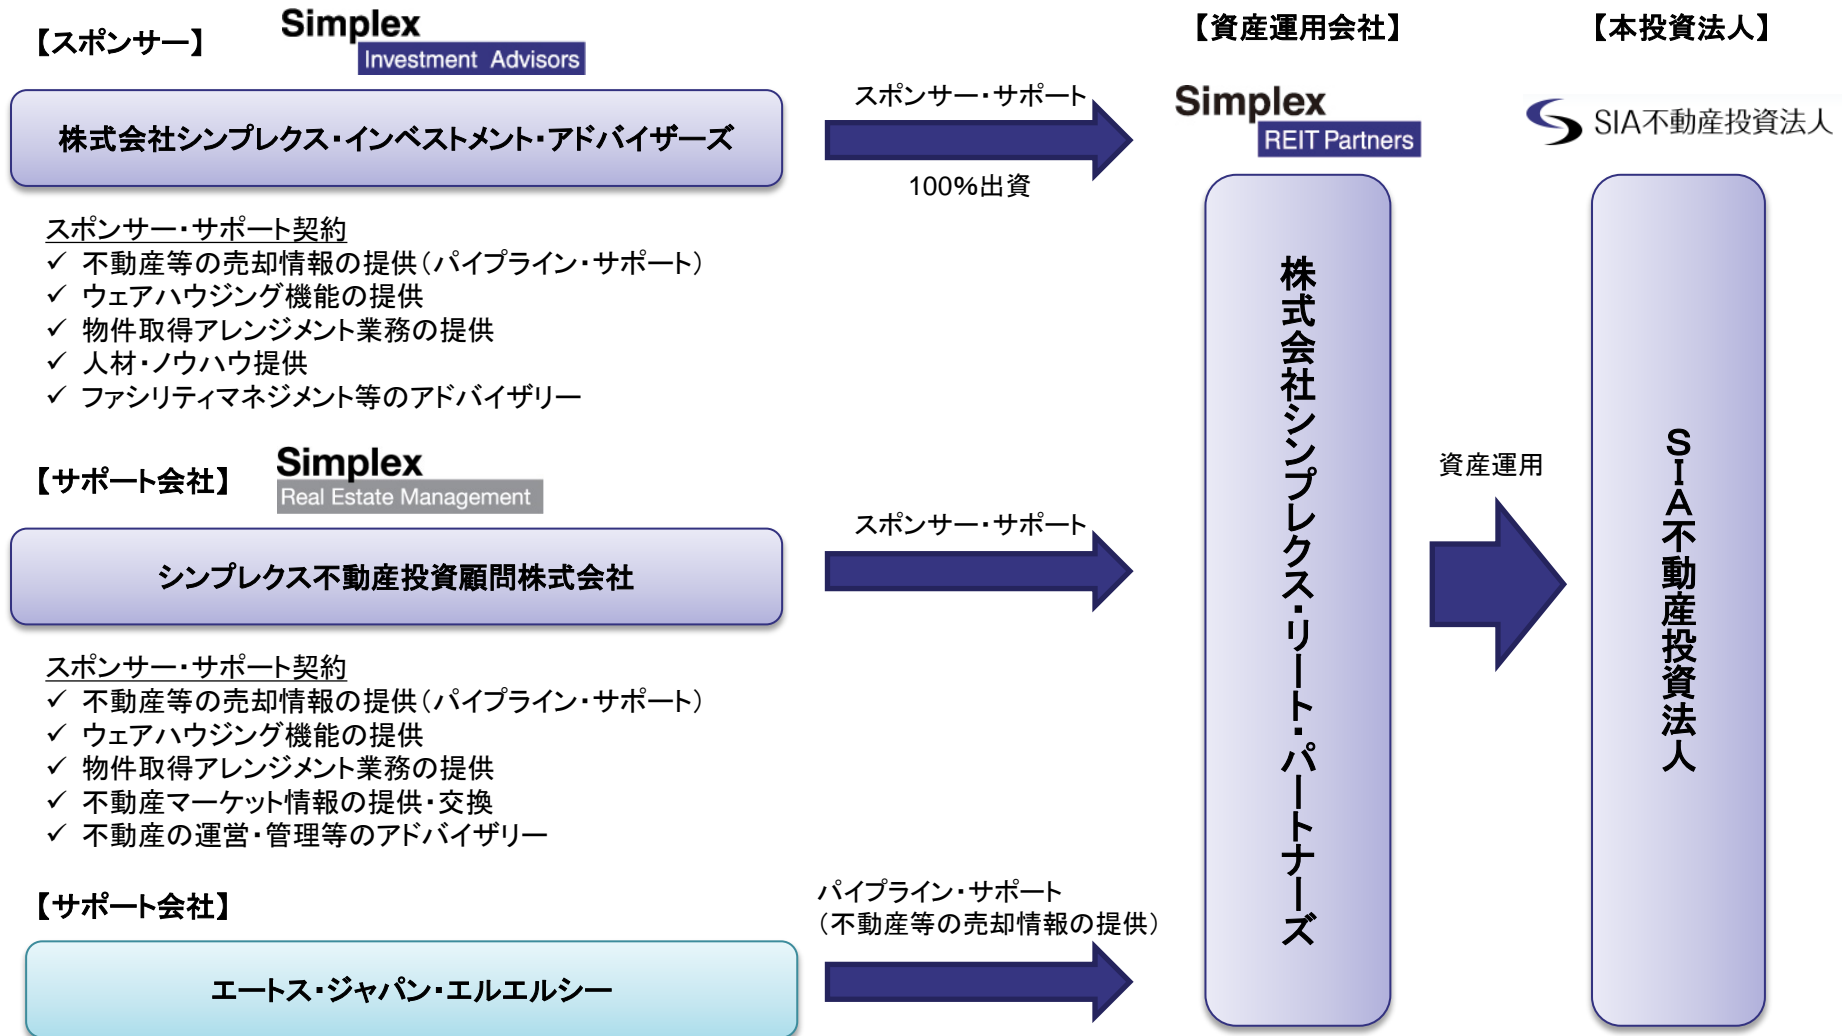 【スポンサー】
Simplex
Investment Advisors
株式会社シンプレクス・インベストメント・アドバイザーズ
スポンサー・サポート契約
✓ 不動産等の売却情報の提供（パイプライン・サポート）
✓ ウェアハウジング機能の提供
✓ 物件取得アレンジメント業務の提供
✓ 人材・ノウハウ提供
✓ ファシリティマネジメント等のアドバイザリー
【サポート会社】
Simplex
Real Estate Management
シンプレクス不動産投資顧問株式会社
スポンサー・サポート契約
✓ 不動産等の売却情報の提供（パイプライン・サポート）
✓ ウェアハウジング機能の提供
✓ 物件取得アレンジメント業務の提供
✓ 不動産マーケット情報の提供・交換
✓ 不動産の運営・管理等のアドバイザリー
【サポート会社】
エートス・ジャパン・エルエルシー
スポンサー・サポート
100％出資
スポンサー・サポート
パイプライン・サポート
（不動産等の売却情報の提供）
【資産運用会社】
Simplex
REIT Partners
株式会社シンプレクス・リート・パートナーズ
資産運用
【本投資法人】
SIA不動産投資法人
ＳＩＡ不動産投資法人